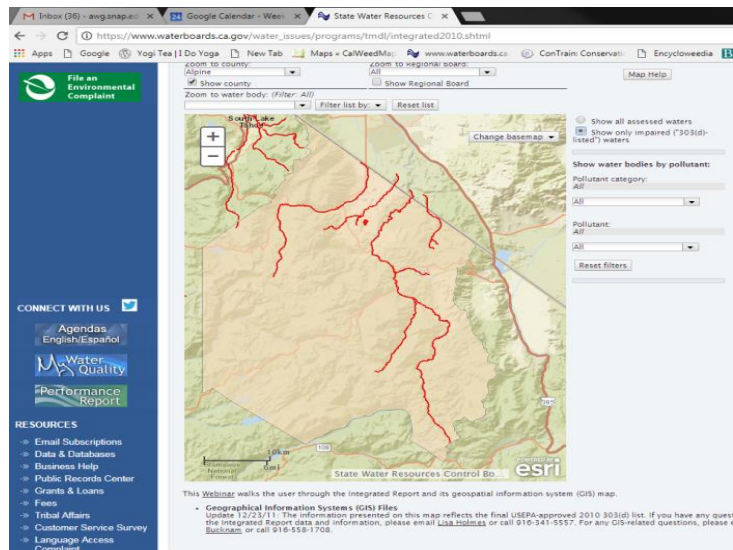 Inbox (36) - awg.snap.ed
Google Calendar - Week
State Water Resources C
https://www.waterboards.ca.gov/water_issues/programs/tmdl/integrated2010.shtml
Apps Google Yogi Tea | I Do Yoga New Tab Maps « CalWeedMap www.waterboards.ca ConTrain: Conservati Encycloweedia
File an
Environmental
Complaint
Zoom to county: Zoom to Regional Board:
Alpine All
Show county Show Regional Board
Map Help
Zoom to water body: (Filter: All)
Filter list by: Reset list
South Lake
Tahoe
+
−
Change basemap
395
108
10km
6mi
National
Forest
State Water Resources Control Bo...
POWERED BY
esri
Show all assessed waters
Show only impaired ("303(d)-
listed") waters
Show water bodies by pollutant:
Pollutant category:
All
All
Pollutant:
All
All
Reset filters
CONNECT WITH US
Agendas
English/Español
My Water
Quality
Performance
Report
RESOURCES
Email Subscriptions
Data & Databases
Business Help
Public Records Center
Grants & Loans
Fees
Tribal Affairs
Customer Service Survey
Language Access
Complaint
This Webinar walks the user through the Integrated Report and its geospatial information system (GIS) map.
Geographical Information Systems (GIS) Files
Update 12/23/11: The information presented on this map reflects the final USEPA-approved 2010 303(d) list. If you have any quest
the Integrated Report data and information, please email Lisa Holmes or call 916-341-5557. For any GIS-related questions, please e
Bucknam or call 916-558-1708.